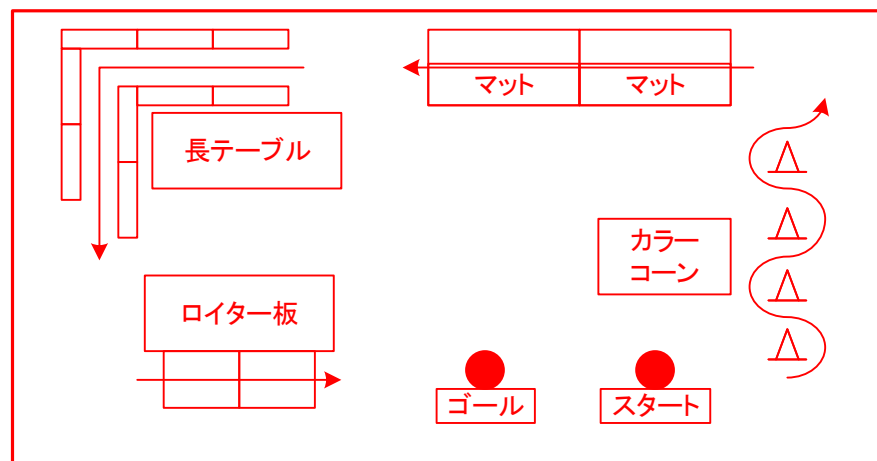 マット
マット
長テーブル
カラー
コーン
ロイター板
ゴール
スタート